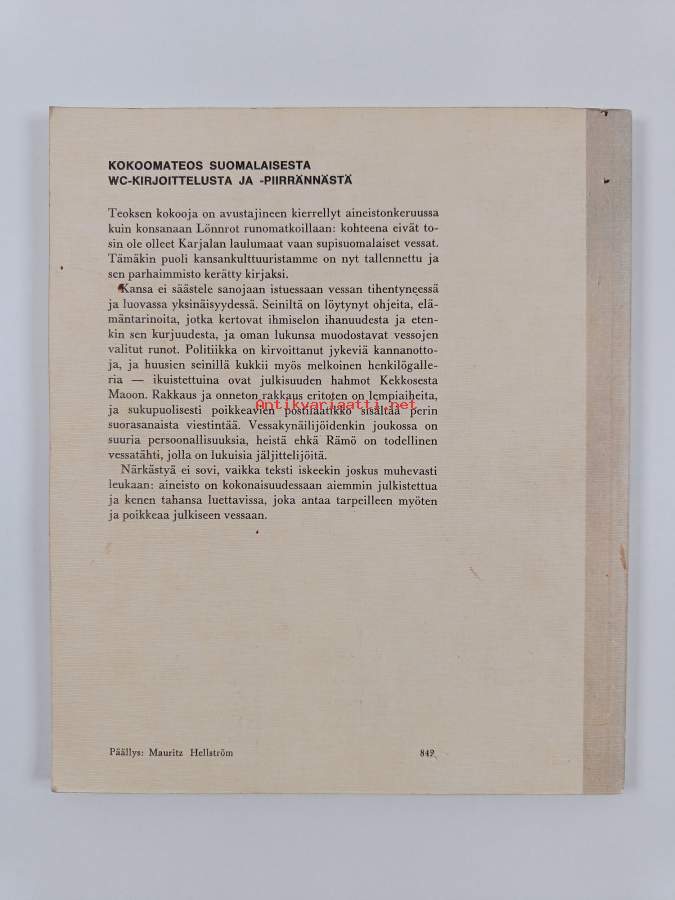 KOKOOMATEOS SUOMALAISESTA
WC-KIRJOITTELUSTA JA -PIIRRÄNNÄSTÄ
Teoksen kokooja on avustajineen kierrellyt aineistonkeruussa
kuin konsanaan Lönnrot runomatkoillaan: kohteena eivät to-
sin ole olleet Karjalan laulumaat vaan supisuomalaiset vessat.
Tämäkin puoli kansankulttuuristamme on nyt tallennettu ja
sen parhaimmisto kerätty kirjaksi.
Kansa ei säästele sanojaan istuessaan vessan tihentyneessä
ja luovassa yksinäisyydessä. Seiniltä on löytynyt ohjeita, elä-
mäntarinoita, jotka kertovat ihmiselon ihanuudesta ja eten-
kin sen kurjuudesta, ja oman lukunsa muodostavat vessojen
valitut runot. Politiikka on kirvoittanut jykeviä kannanotto-
ja, ja huusien seinillä kukkii myös melkoinen henkilögalle-
ria — ikuistettuina ovat julkisuuden hahmot Kekkosesta
Maoon. Rakkaus ja onneton rakkaus eritoten on lempiaiheita,
Antikvariaatti.net
ja sukupuolisesti poikkeavien postilaatikko sisältää perin
suorasanaista viestintää. Vessakynäilijöidenkin joukossa on
suuria persoonallisuuksia, heistä ehkä Rämö on todellinen
vessatähti, jolla on lukuisia jäljittelijöitä.
Närkästyä ei sovi, vaikka teksti iskeekin joskus muhevasti
leukaan: aineisto on kokonaisuudessaan aiemmin julkistettua
ja kenen tahansa luettavissa, joka antaa tarpeilleen myöten
ja poikkeaa julkiseen vessaan.
Päällys: Mauritz Hellström
842